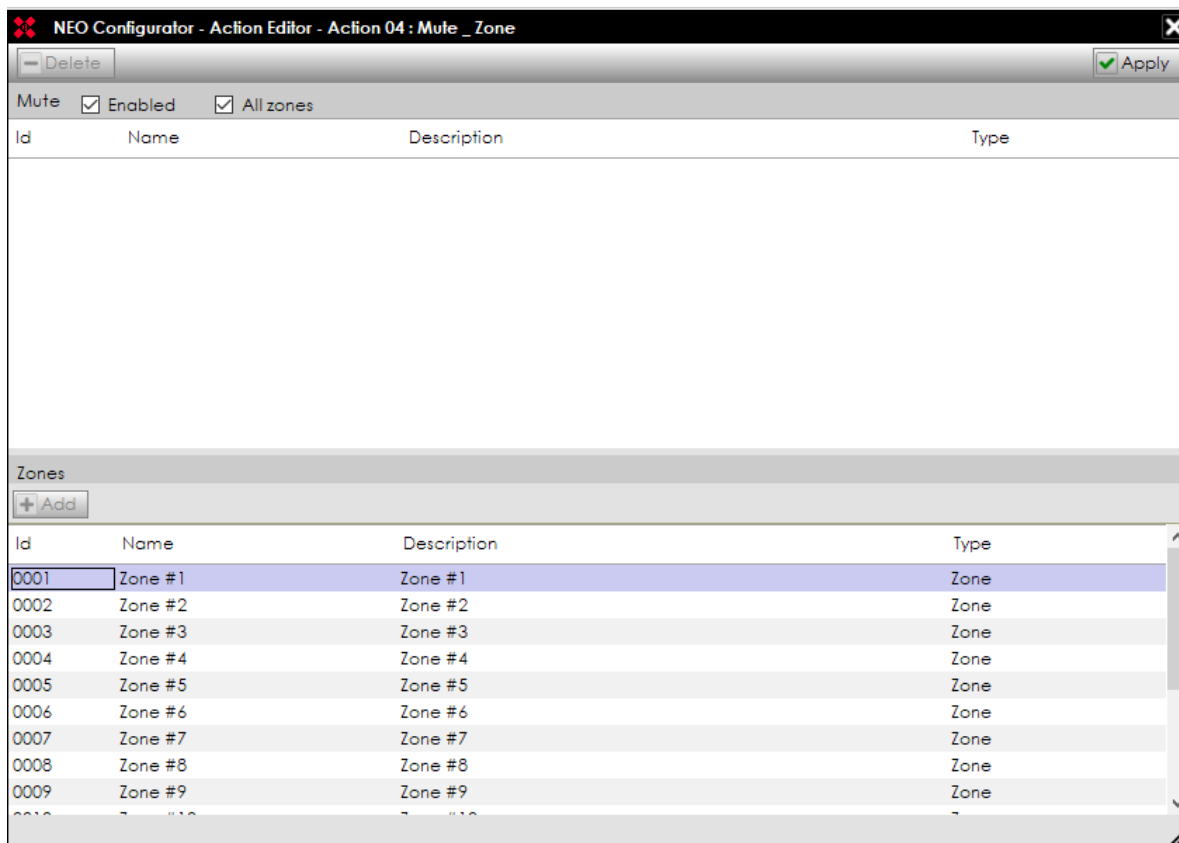 NEO Configurator - Action Editor - Action 04 : Mute _ Zone
Delete Apply
Mute Enabled All zones
Id Name Description Type
Zones
Add
Id Name Description Type
0001 Zone #1 Zone #1 Zone
0002 Zone #2 Zone #2 Zone
0003 Zone #3 Zone #3 Zone
0004 Zone #4 Zone #4 Zone
0005 Zone #5 Zone #5 Zone
0006 Zone #6 Zone #6 Zone
0007 Zone #7 Zone #7 Zone
0008 Zone #8 Zone #8 Zone
0009 Zone #9 Zone #9 Zone